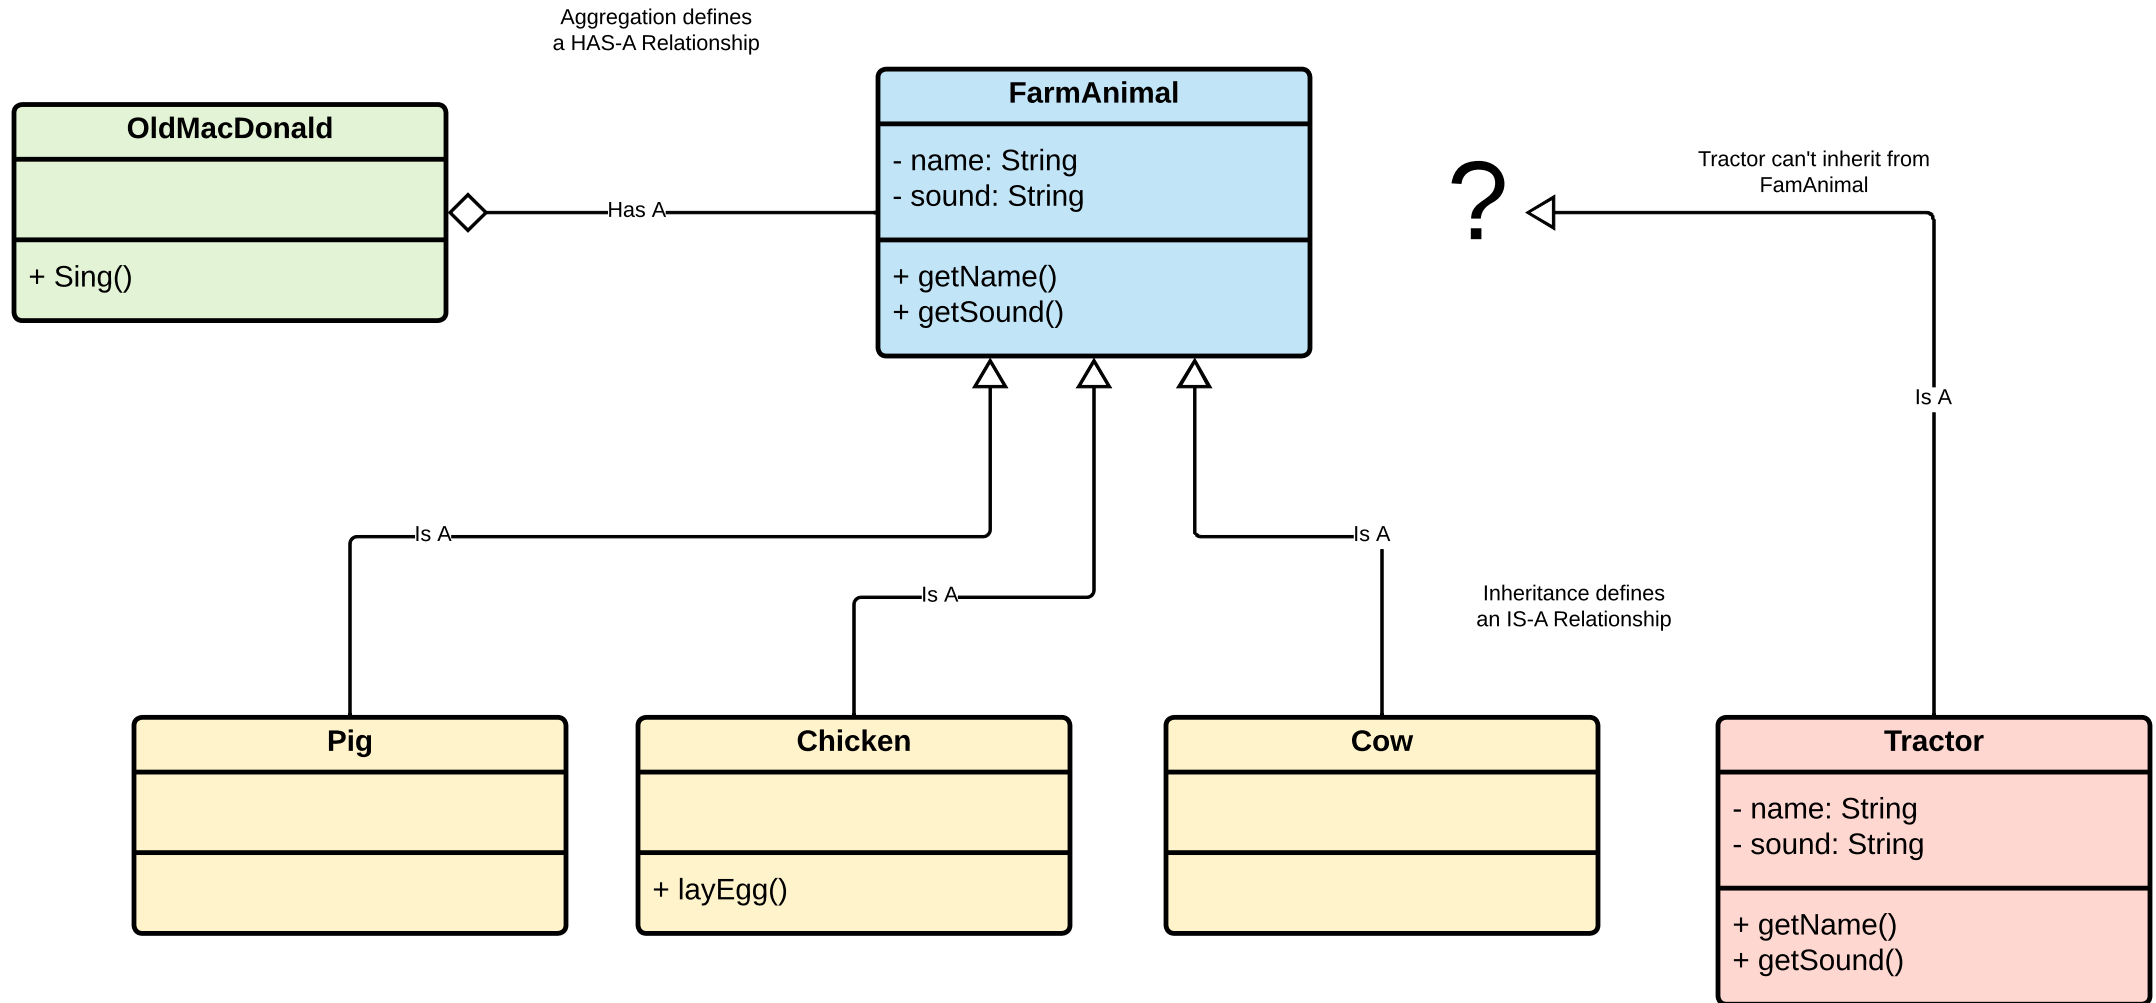 Aggregation defines
a HAS-A Relationship
OldMacDonald
+ Sing()
Has A
FarmAnimal
- name: String
- sound: String
+ getName()
+ getSound()
?
Tractor can't inherit from
FamAnimal
Is A
Is A
Is A
Is A
Inheritance defines
an IS-A Relationship
Pig
Chicken
+ layEgg()
Cow
Tractor
- name: String
- sound: String
+ getName()
+ getSound()